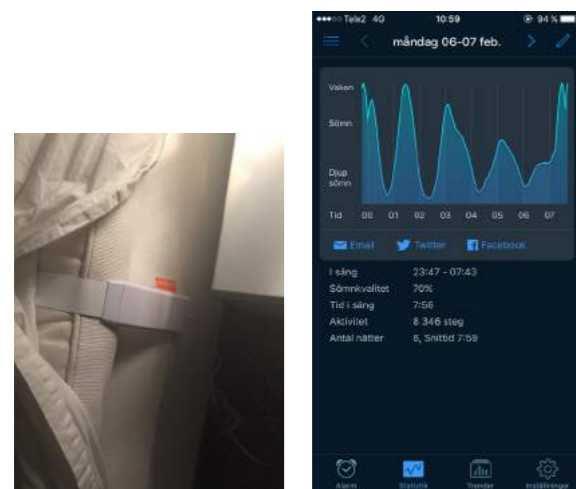 Tele2 4G 10:59 94 %
måndag 06-07 feb.
Vaken
Sömn
Djup
sömn
Tid 00 01 02 03 04 05 06 07
Email Twitter Facebook
I säng 23:47 - 07:43
Sömnkvalitet 70%
Tid i säng 7:56
Aktivitet 8 346 steg
Antal nätter 8, Snittid 7:59
Alarm Statistik Trender Inställningar